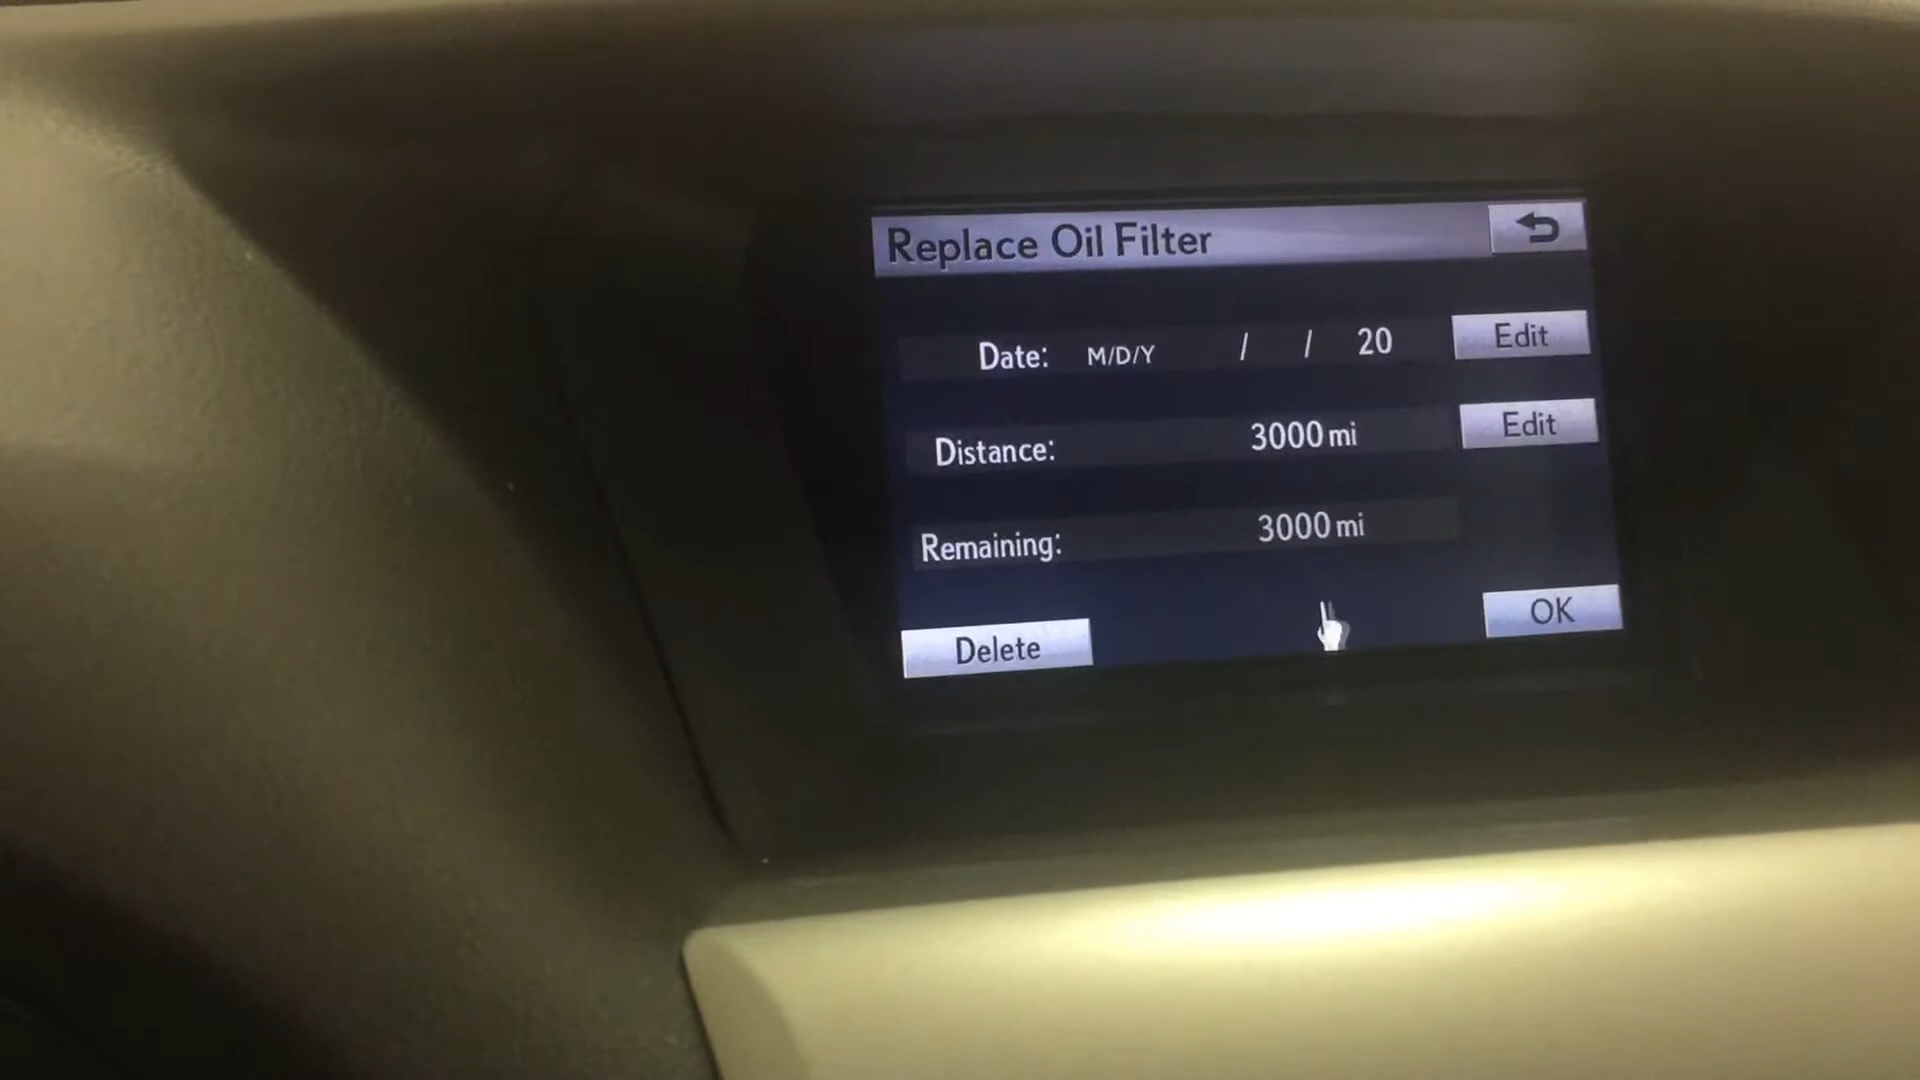 Replace Oil Filter
Date: M/D/Y / / 20 Edit
Distance: 3000 mi Edit
Remaining: 3000 mi
Delete OK